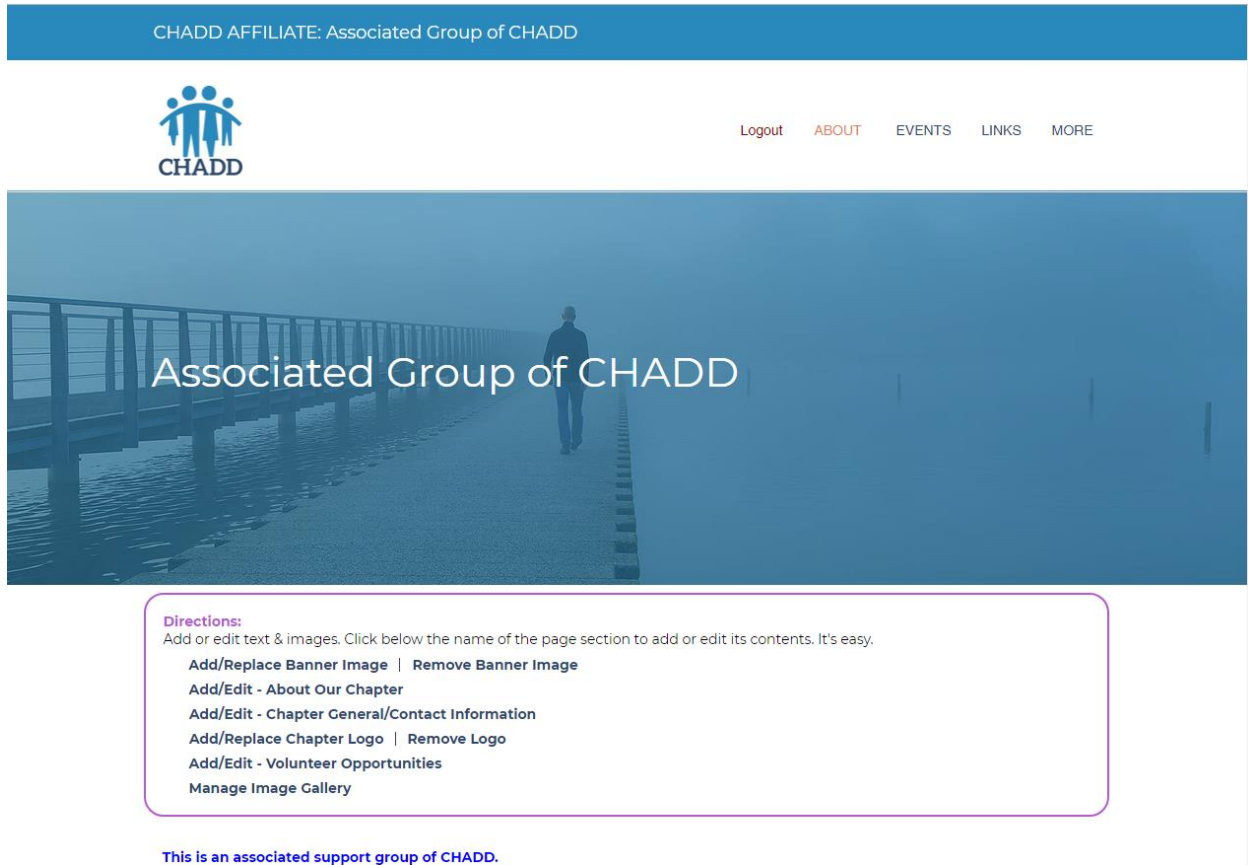 CHADD AFFILIATE: Associated Group of CHADD
CHADD
Logout ABOUT EVENTS LINKS MORE
Associated Group of CHADD
Directions:
Add or edit text & images. Click below the name of the page section to add or edit its contents. It's easy.
Add/Replace Banner Image | Remove Banner Image
Add/Edit - About Our Chapter
Add/Edit - Chapter General/Contact Information
Add/Replace Chapter Logo | Remove Logo
Add/Edit - Volunteer Opportunities
Manage Image Gallery
This is an associated support group of CHADD.